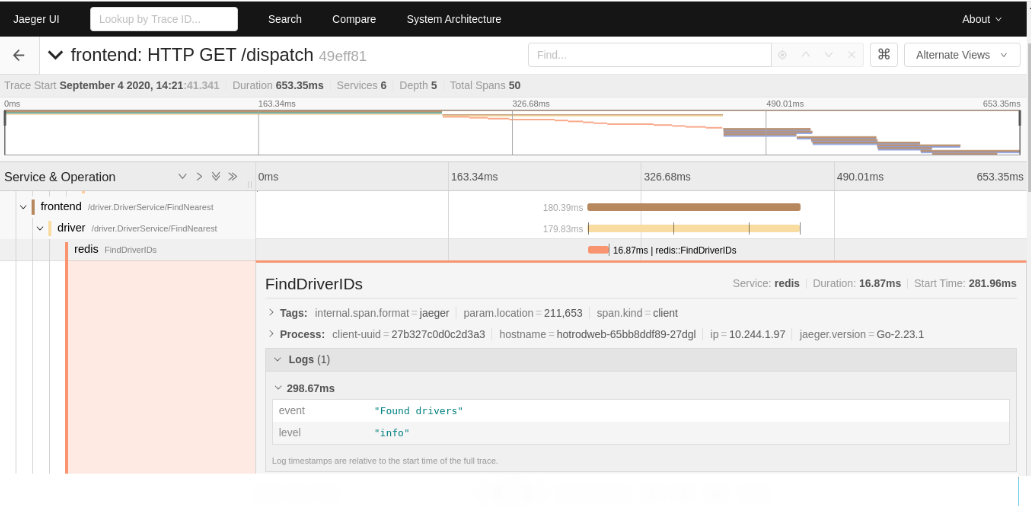 Jaeger UI Lookup by Trace ID... Search Compare System Architecture About
frontend: HTTP GET /dispatch 49eff81 Find... ⌘ Alternate Views
Trace Start September 4 2020, 14:21:41.341 Duration 653.35ms Services 6 Depth 5 Total Spans 50
0ms 163.34ms 326.68ms 490.01ms 653.35ms
Service & Operation 0ms 163.34ms 326.68ms 490.01ms 653.35ms
frontend /driver.DriverService/FindNearest 180.39ms
driver /driver.DriverService/FindNearest 179.83ms
redis FindDriverIDs 16.87ms | redis::FindDriverIDs
FindDriverIDs Service: redis Duration: 16.87ms Start Time: 281.96ms
Tags: internal.span.format = jaeger param.location = 211,653 span.kind = client
Process: client-uuid = 27b327c0d0c2d3a3 hostname = hotrodweb-65bb8ddf89-27dgl ip = 10.244.1.97 jaeger.version = Go-2.23.1
Logs (1)
298.67ms
event "Found drivers"
level "info"
Log timestamps are relative to the start time of the full trace.